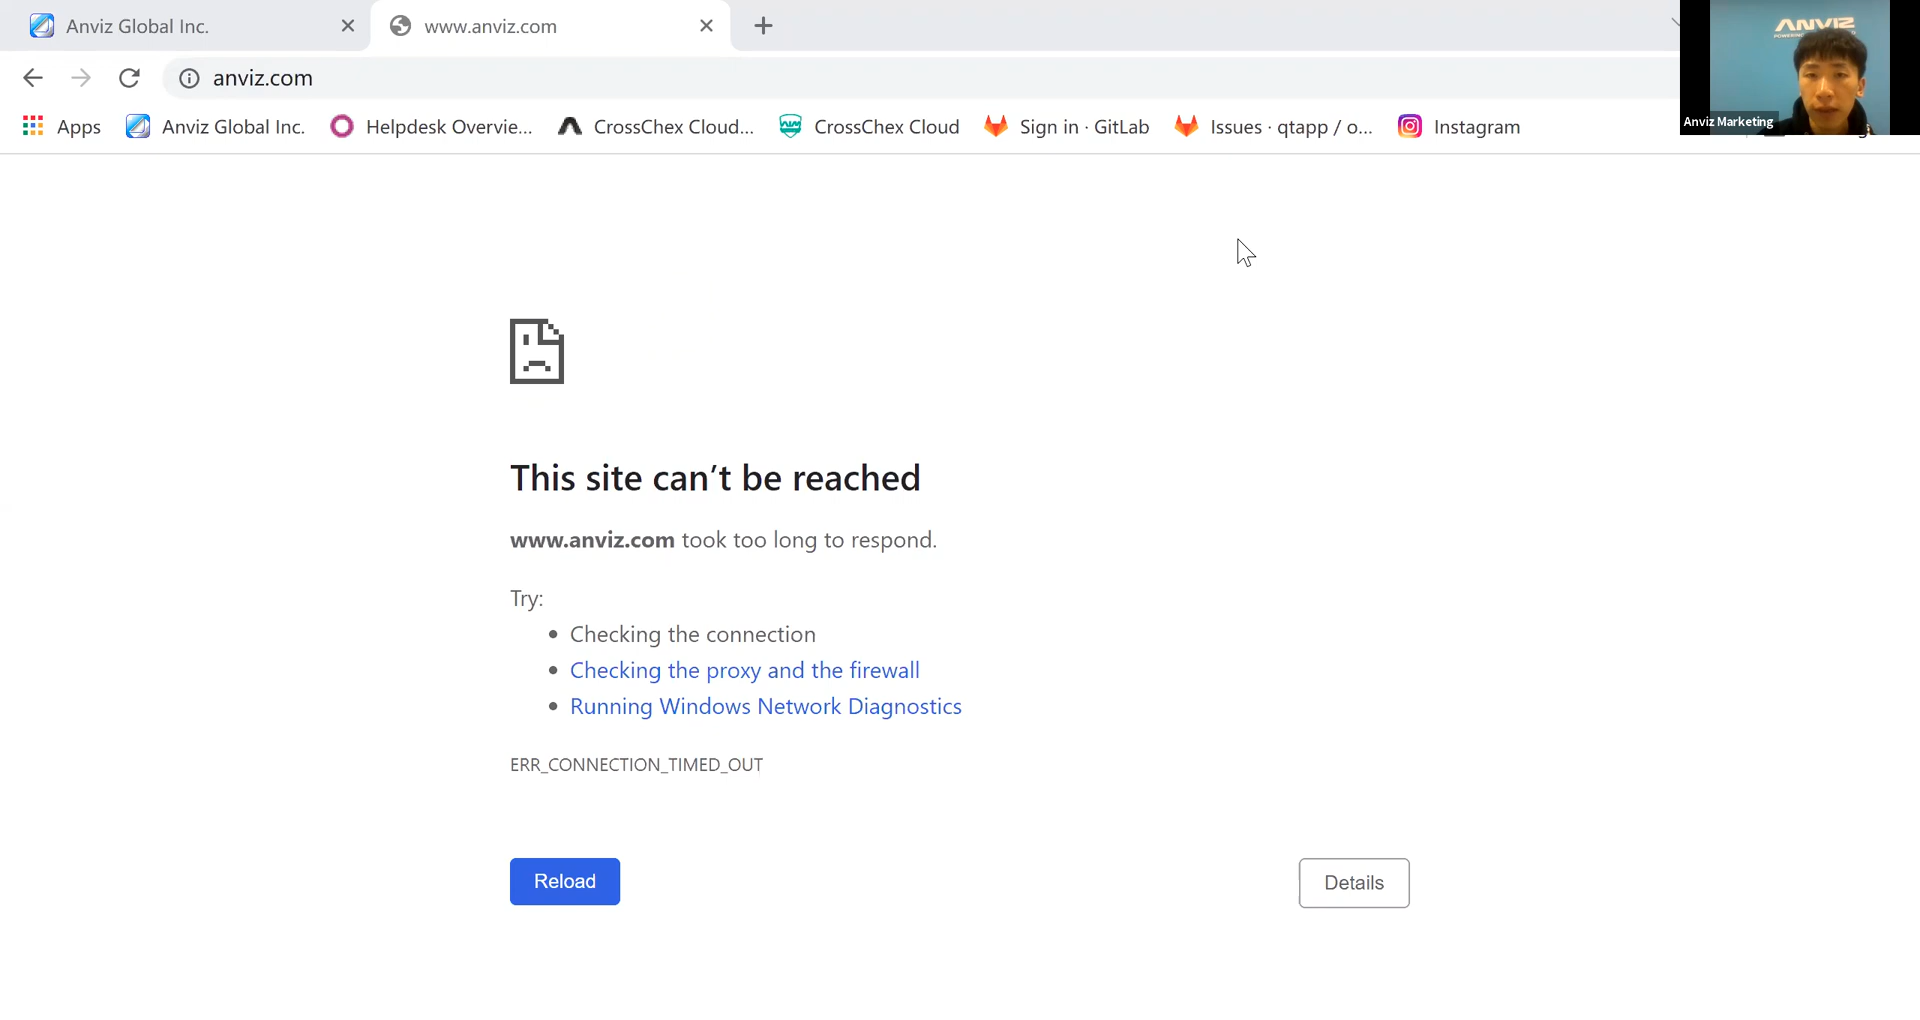 Anviz Global Inc.
www.anviz.com
anviz.com
Apps
Anviz Global Inc.
Helpdesk Overvie...
CrossChex Cloud...
CrossChex Cloud
Sign in · GitLab
Issues · qtapp / o...
Instagram
ANVIZ
Anviz Marketing
This site can't be reached
www.anviz.com took too long to respond.
Try:
• Checking the connection
• Checking the proxy and the firewall
• Running Windows Network Diagnostics
ERR_CONNECTION_TIMED_OUT
Reload
Details